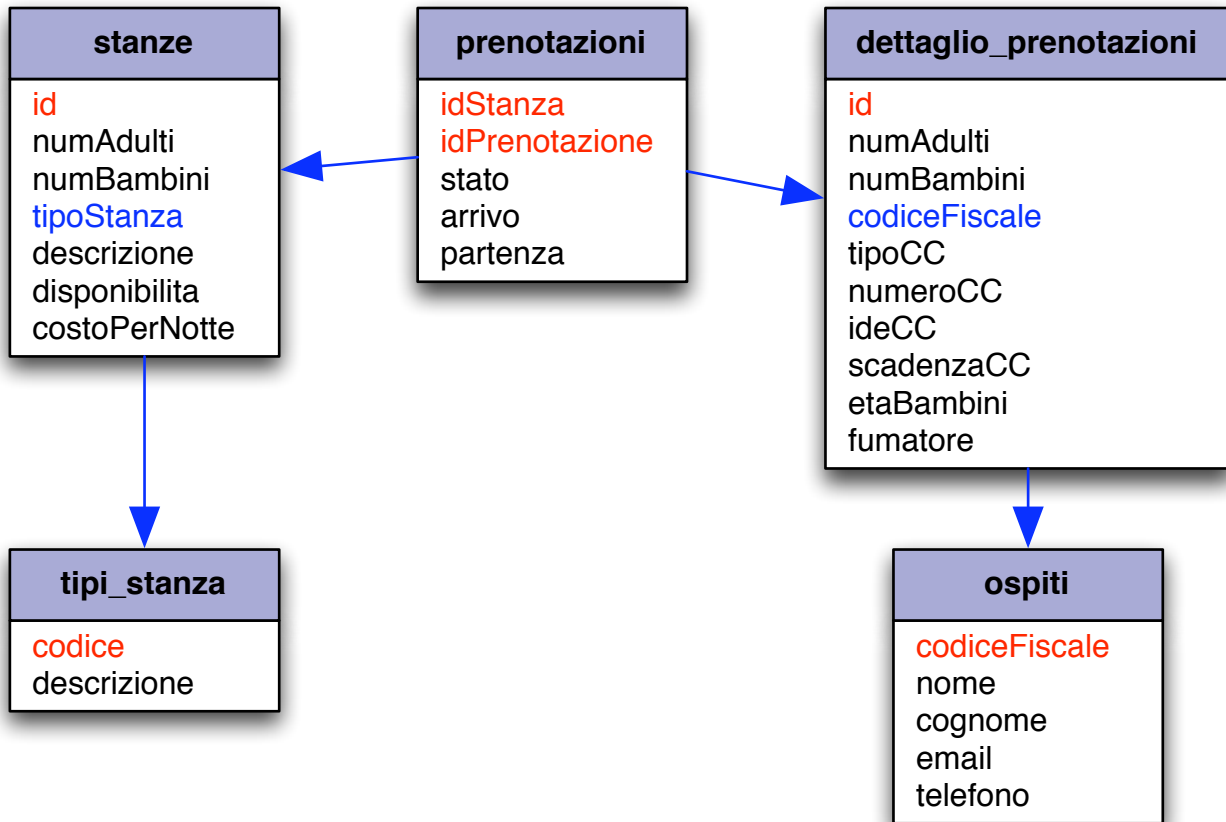 stanze
id
numAdulti
numBambini
tipoStanza
descrizione
disponibilita
costoPerNotte
prenotazioni
idStanza
idPrenotazione
stato
arrivo
partenza
dettaglio_prenotazioni
id
numAdulti
numBambini
codiceFiscale
tipoCC
numeroCC
ideCC
scadenzaCC
etaBambini
fumatore
tipi_stanza
codice
descrizione
ospiti
codiceFiscale
nome
cognome
email
telefono